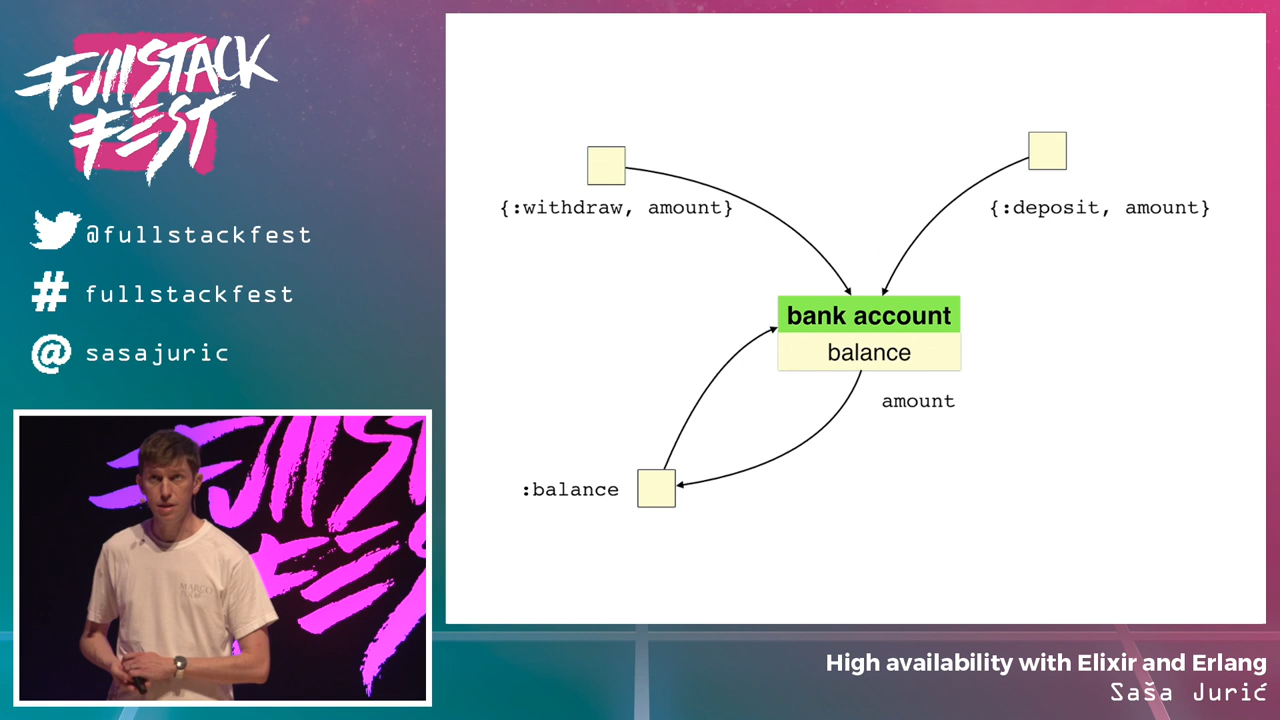 FullStack
Fest
@fullstackfest
# fullstackfest
@ sasajuric
{:withdraw, amount}
{:deposit, amount}
bank account
balance
amount
:balance
High availability with Elixir and Erlang
Saša Jurić